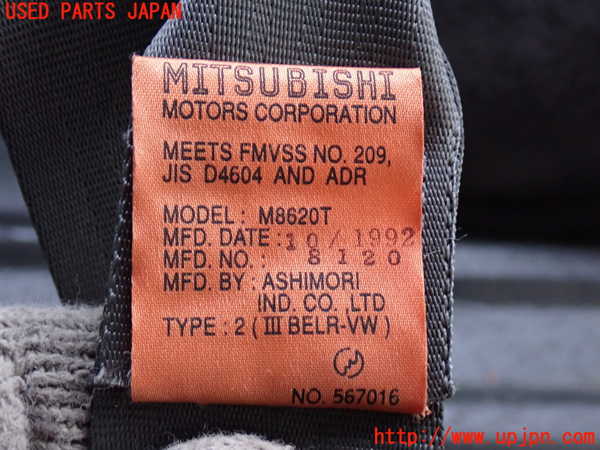 USED PARTS JAPAN
MITSUBISHI
MOTORS CORPORATION
MEETS FMVSS NO. 209,
JIS D4604 AND ADR
MODEL : M8620T
MFD. DATE : 10/1992
MFD. NO. : 8120
MFD. BY : ASHIMORI
IND. CO., LTD
TYPE : 2 ( III BELR-VW )
NO. 567016
http://www.upjpn.com/